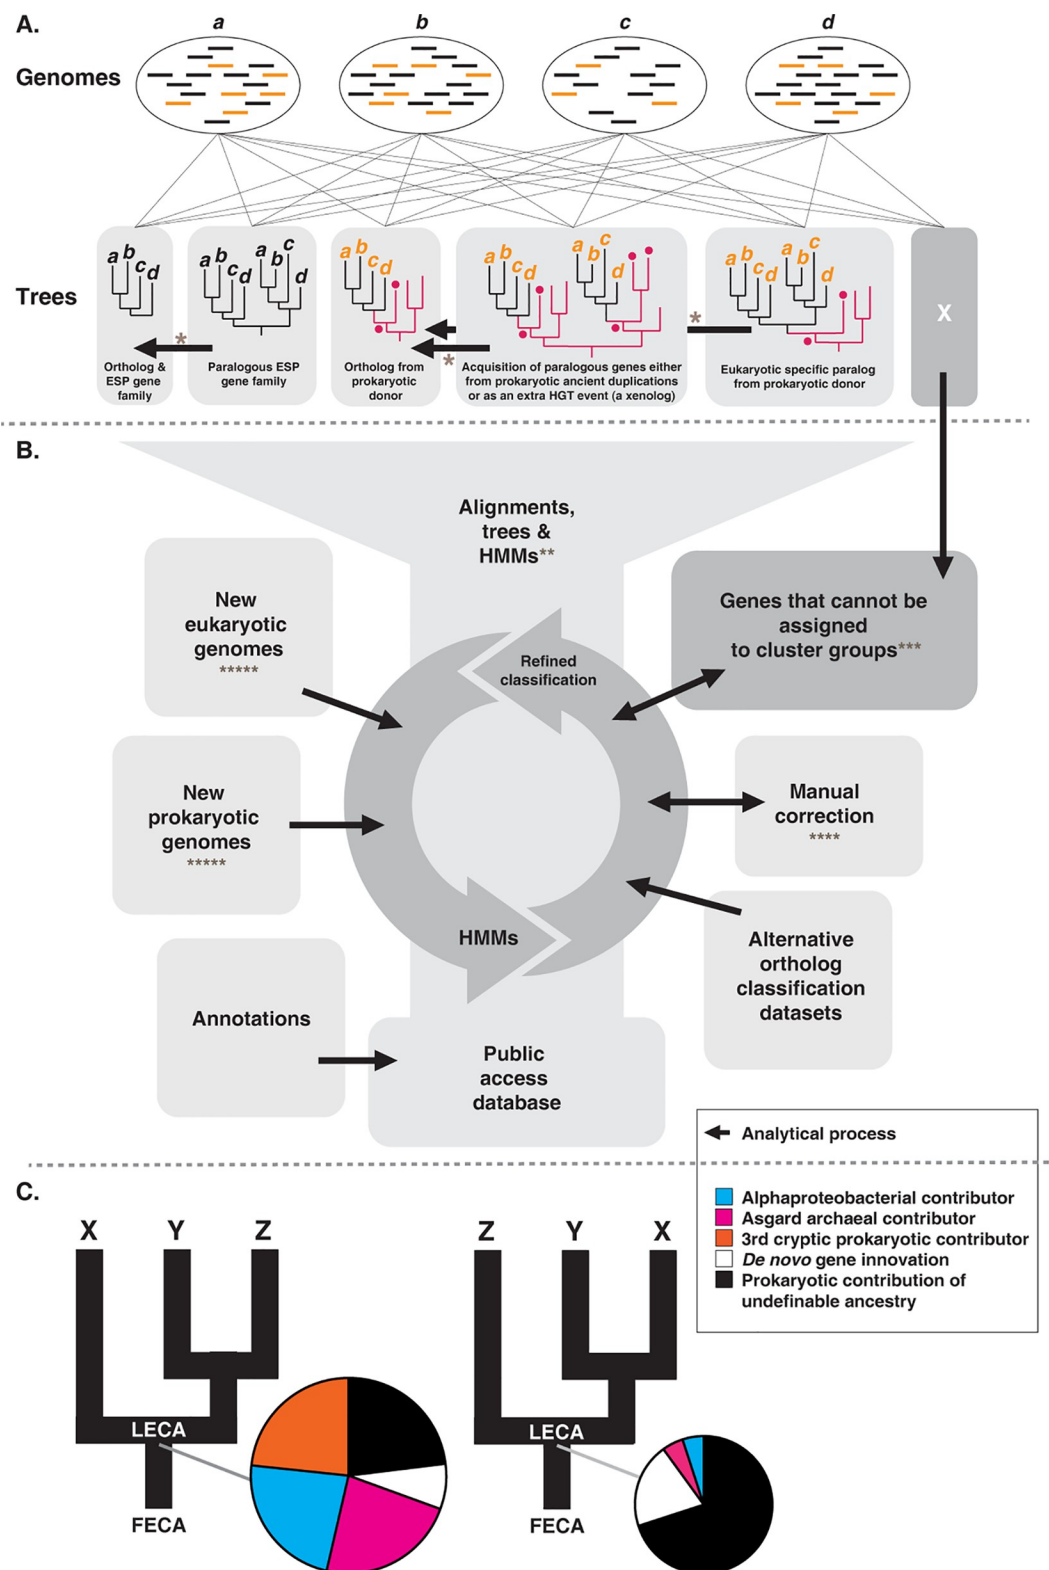 A.
a b c d
Genomes
Trees
a b c d
a b c d a b c d
a b c d
a b c d a b c d
a b c d a b c d
X
*
*
*
Ortholog &
ESP gene
family
Paralogous ESP
gene family
Ortholog from
prokaryotic
donor
Acquisition of paralogous genes either
from prokaryotic ancient duplications
or as an extra HGT event (a xenolog)
Eukaryotic specific paralog
from prokaryotic donor
B.
Alignments,
trees &
HMMs**
New
eukaryotic
genomes
*****
Genes that cannot be
assigned
to cluster groups***
Refined
classification
New
prokaryotic
genomes
*****
Manual
correction
****
HMMs
Alternative
ortholog
classification
datasets
Annotations
Public
access
database
Analytical process
Alphaproteobacterial contributor
Asgard archaeal contributor
3rd cryptic prokaryotic contributor
De novo gene innovation
Prokaryotic contribution of
undefinable ancestry
C.
X Y Z
LECA
FECA
Z Y X
LECA
FECA